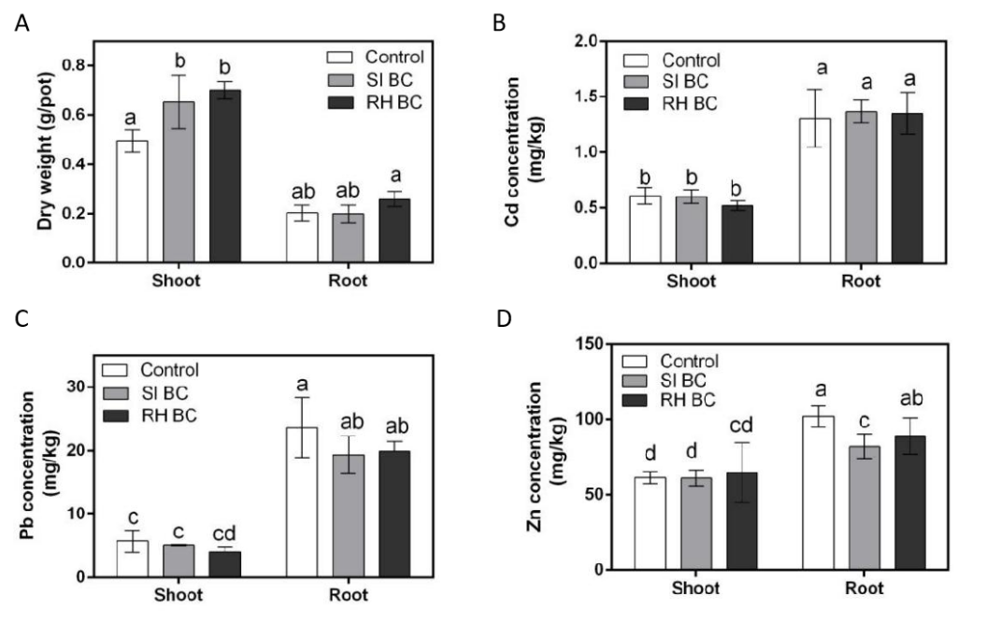 A
Dry weight (g/pot)
0.8
0.6
0.4
0.2
0.0
Control
SI BC
RH BC
a
b
b
ab
ab
a
Shoot
Root
B
Cd concentration
(mg/kg)
2.0
1.5
1.0
0.5
0.0
Control
SI BC
RH BC
b
b
b
a
a
a
Shoot
Root
C
Pb concentration
(mg/kg)
30
20
10
0
Control
SI BC
RH BC
c
c
cd
a
ab
ab
Shoot
Root
D
Zn concentration
(mg/kg)
150
100
50
0
Control
SI BC
RH BC
d
d
cd
a
c
ab
Shoot
Root